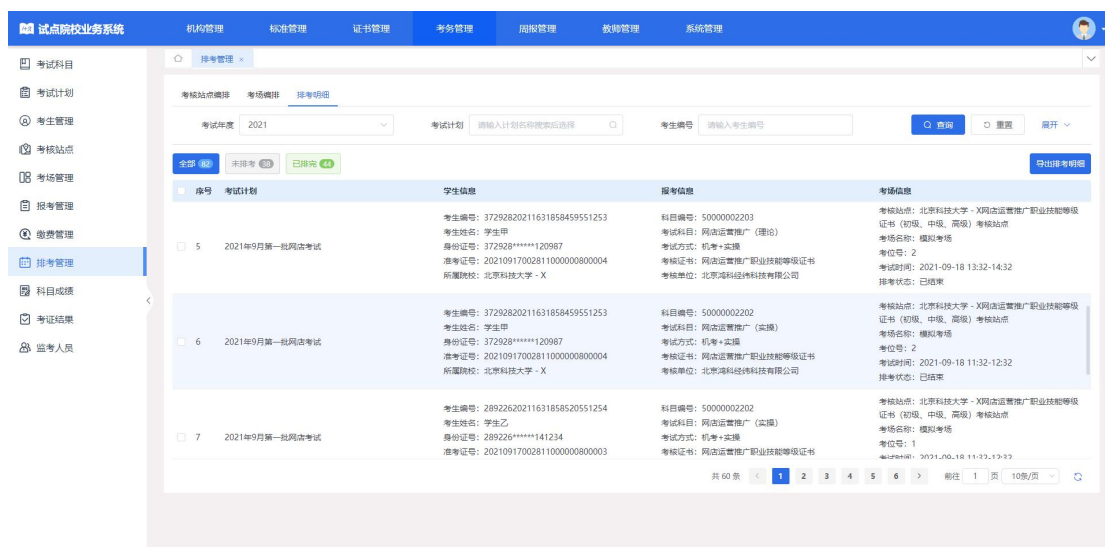 试点院校业务系统
机构管理 标准管理 证书管理 考务管理 周报管理 教师管理 系统管理
考试科目
考试计划
考生管理
考核站点
考场管理
报考管理
缴费管理
排考管理
科目成绩
考证结果
监考人员
排考管理 ×
考核站点编排 考场编排 排考明细
考试年度 2021 考试计划 请输入计划名称搜索后选择 考生编号 请输入考生编号 查询 重置 展开
全部 82 未排考 38 已排完 44 导出排考明细
序号 考试计划 学生信息 报考信息 考场信息
5 2021年9月第一批网店考试
考生编号：37292820211631858459551253
考生姓名：学生甲
身份证号：372928******120987
准考证号：20210917002811000000800004
所属院校：北京科技大学 - X
科目编号：50000002203
考试科目：网店运营推广（理论）
考试方式：机考+实操
考核证书：网店运营推广职业技能等级证书
考核单位：北京鸿科经纬科技有限公司
考核站点：北京科技大学 - X网店运营推广职业技能等级
证书（初级、中级、高级）考核站点
考场名称：模拟考场
考位号：2
考试时间：2021-09-18 13:32-14:32
排考状态：已结束
6 2021年9月第一批网店考试
考生编号：37292820211631858459551253
考生姓名：学生甲
身份证号：372928******120987
准考证号：20210917002811000000800004
所属院校：北京科技大学 - X
科目编号：50000002202
考试科目：网店运营推广（实操）
考试方式：机考+实操
考核证书：网店运营推广职业技能等级证书
考核单位：北京鸿科经纬科技有限公司
考核站点：北京科技大学 - X网店运营推广职业技能等级
证书（初级、中级、高级）考核站点
考场名称：模拟考场
考位号：2
考试时间：2021-09-18 11:32-12:32
排考状态：已结束
7 2021年9月第一批网店考试
考生编号：28922620211631858520551254
考生姓名：学生乙
身份证号：289226******141234
准考证号：20210917002811000000800003
科目编号：50000002202
考试科目：网店运营推广（实操）
考试方式：机考+实操
考核证书：网店运营推广职业技能等级证书
考核站点：北京科技大学 - X网店运营推广职业技能等级
证书（初级、中级、高级）考核站点
考场名称：模拟考场
考位号：1
考试时间：2021-09-18 11:32-12:32
共 60 条 1 2 3 4 5 6 前往 1 页 10条/页